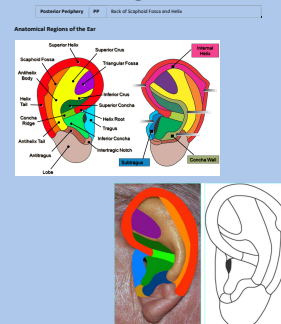 Posterior Periphery PP Back of Scaphoid Fossa and Helix
Anatomical Regions of the Ear
Superior Helix
Superior Crus
Internal Helix
Scaphoid Fossa
Triangular Fossa
Antihelix Body
Inferior Crus
Helix Tail
Superior Concha
Concha Ridge
Helix Root
Tragus
Antihelix Tail
Inferior Concha
Antitragus
Intertragic Notch
Subtragus
Concha Wall
Lobe